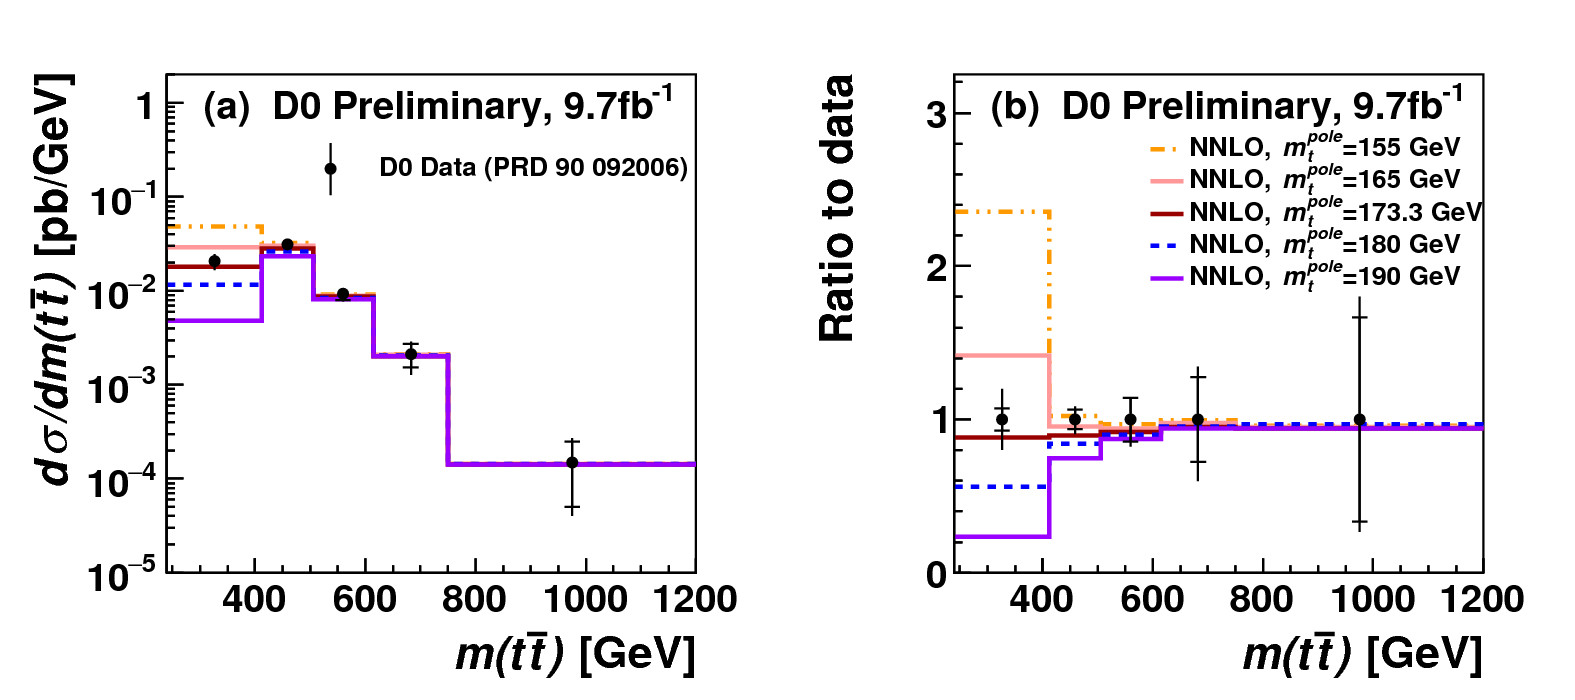 (a) D0 Preliminary, 9.7fb⁻¹
D0 Data (PRD 90 092006)
dσ/dm(tt̅) [pb/GeV]
1
10⁻¹
10⁻²
10⁻³
10⁻⁴
10⁻⁵
400 600 800 1000 1200
m(tt̅) [GeV]
(b) D0 Preliminary, 9.7fb⁻¹
NNLO, mₜᵖᵒˡᵉ=155 GeV
NNLO, mₜᵖᵒˡᵉ=165 GeV
NNLO, mₜᵖᵒˡᵉ=173.3 GeV
NNLO, mₜᵖᵒˡᵉ=180 GeV
NNLO, mₜᵖᵒˡᵉ=190 GeV
Ratio to data
3
2
1
0
400 600 800 1000 1200
m(tt̅) [GeV]